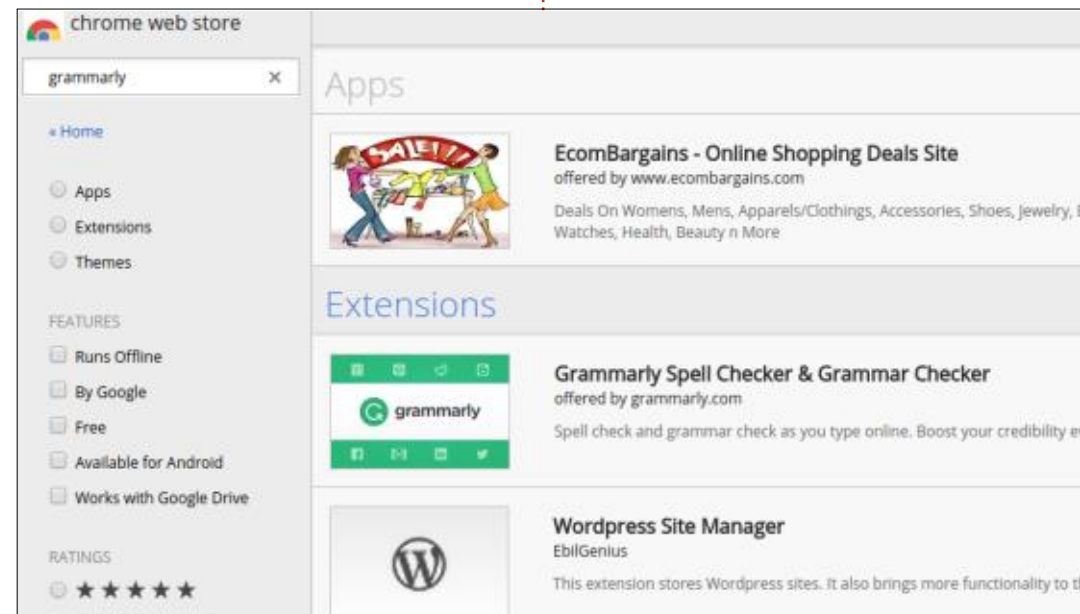 chrome web store
grammarly ×
« Home
Apps
Extensions
Themes
FEATURES
Runs Offline
By Google
Free
Available for Android
Works with Google Drive
RATINGS
Apps
SALE!!!
EcomBargains - Online Shopping Deals Site
offered by www.ecombargains.com
Deals On Womens, Mens, Apparels/Clothings, Accessories, Shoes, Jewelry,
Watches, Health, Beauty n More
Extensions
grammarly
Grammarly Spell Checker & Grammar Checker
offered by grammarly.com
Spell check and grammar check as you type online. Boost your credibility
Wordpress Site Manager
EbilGenius
This extension stores Wordpress sites. It also brings more functionality to